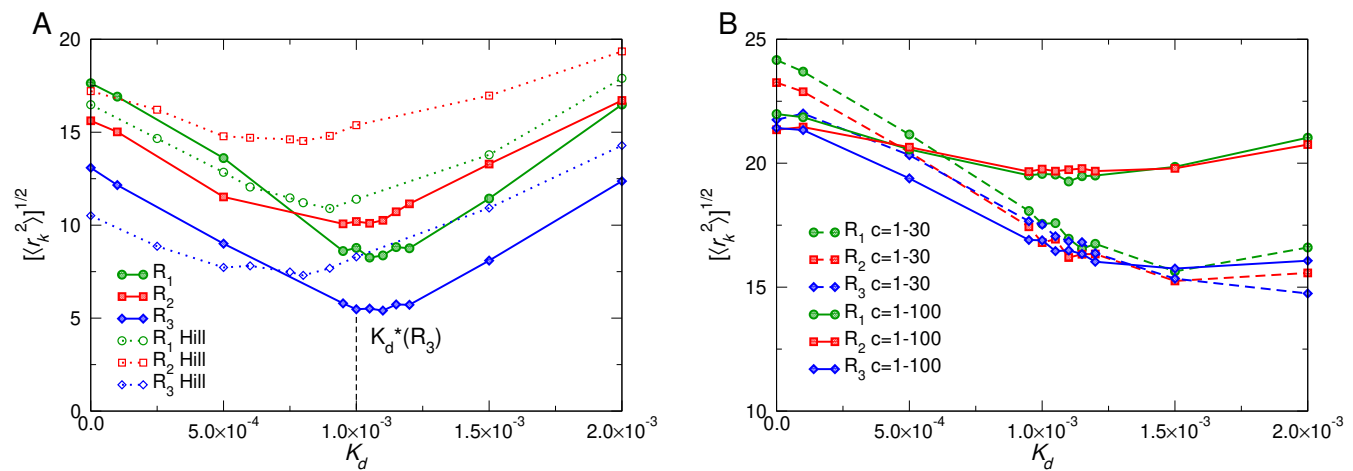 A
20
15
10
5
0
[⟨r_k^2⟩]^1/2
R_1
R_2
R_3
R_1 Hill
R_2 Hill
R_3 Hill
K_d*(R_3)
0.0
5.0×10^-4
1.0×10^-3
1.5×10^-3
2.0×10^-3
K_d
B
25
20
15
10
[⟨r_k^2⟩]^1/2
R_1 c=1-30
R_2 c=1-30
R_3 c=1-30
R_1 c=1-100
R_2 c=1-100
R_3 c=1-100
0.0
5.0×10^-4
1.0×10^-3
1.5×10^-3
2.0×10^-3
K_d